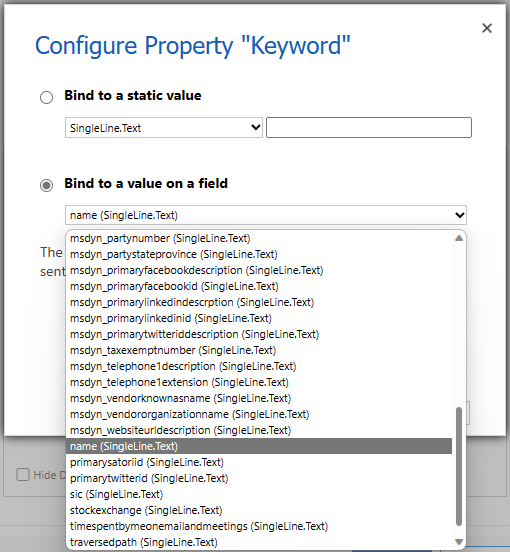 Configure Property "Keyword"
Bind to a static value
SingleLine.Text
Bind to a value on a field
name (SingleLine.Text)
The
sent
msdyn_partynumber (SingleLine.Text)
msdyn_partystateprovince (SingleLine.Text)
msdyn_primaryfacebookdescrption (SingleLine.Text)
msdyn_primaryfacebookid (SingleLine.Text)
msdyn_primarylinkedindescrption (SingleLine.Text)
msdyn_primarylinkedinid (SingleLine.Text)
msdyn_primarytwitteriddescription (SingleLine.Text)
msdyn_taxexemptnumber (SingleLine.Text)
msdyn_telephone1description (SingleLine.Text)
msdyn_telephone1extension (SingleLine.Text)
msdyn_vendorknownasname (SingleLine.Text)
msdyn_vendororganizationname (SingleLine.Text)
msdyn_websiteurldescription (SingleLine.Text)
name (SingleLine.Text)
primarysatoriid (SingleLine.Text)
Hide D
primarytwitterid (SingleLine.Text)
sic (SingleLine.Text)
stockexchange (SingleLine.Text)
timespentbymeonemailandmeetings (SingleLine.Text)
traversedpath (SingleLine.Text)